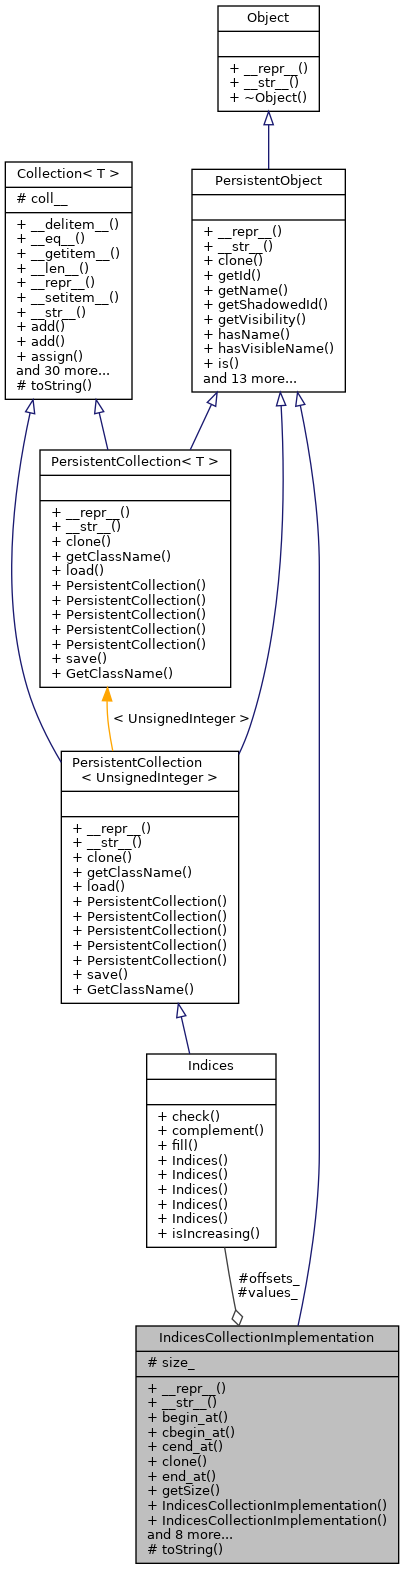 Object
+ __repr__()
+ __str__()
+ ~Object()
Collection< T >
# coll__
+ __delitem__()
+ __eq__()
+ __getitem__()
+ __len__()
+ __repr__()
+ __setitem__()
+ __str__()
+ add()
+ add()
+ assign()
and 30 more...
# toString()
PersistentObject
+ __repr__()
+ __str__()
+ clone()
+ getId()
+ getName()
+ getShadowedId()
+ getVisibility()
+ hasName()
+ hasVisibleName()
+ is()
and 13 more...
PersistentCollection< T >
+ __repr__()
+ __str__()
+ clone()
+ getClassName()
+ load()
+ PersistentCollection()
+ PersistentCollection()
+ PersistentCollection()
+ PersistentCollection()
+ PersistentCollection()
+ save()
+ GetClassName()
< UnsignedInteger >
PersistentCollection
< UnsignedInteger >
+ __repr__()
+ __str__()
+ clone()
+ getClassName()
+ load()
+ PersistentCollection()
+ PersistentCollection()
+ PersistentCollection()
+ PersistentCollection()
+ PersistentCollection()
+ save()
+ GetClassName()
Indices
+ check()
+ complement()
+ fill()
+ Indices()
+ Indices()
+ Indices()
+ Indices()
+ Indices()
+ isIncreasing()
#offsets_
#values_
IndicesCollectionImplementation
# size_
+ __repr__()
+ __str__()
+ begin_at()
+ cbegin_at()
+ cend_at()
+ clone()
+ end_at()
+ getSize()
+ IndicesCollectionImplementation()
+ IndicesCollectionImplementation()
and 8 more...
# toString()